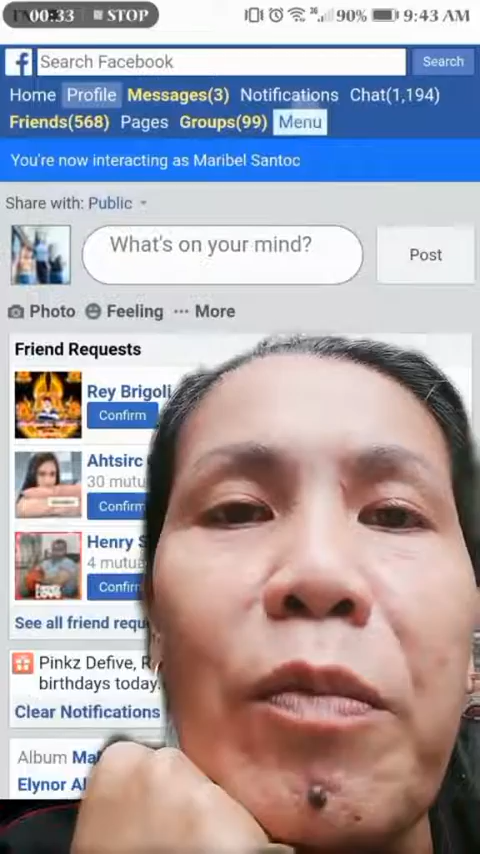 00:33 STOP 90% 9:43 AM
f Search Facebook Search
Home Profile Messages(3) Notifications Chat(1,194)
Friends(568) Pages Groups(99) Menu
You're now interacting as Maribel Santoc
Share with: Public
What's on your mind? Post
Photo Feeling ... More
Friend Requests
Rey Brigoli
Confirm
Ahtsirc
30 mutu
Confirm
Henry S
4 mutua
Confirm
See all friend requ
Pinkz Defive, R
birthdays today.
Clear Notifications
Album Ma
Elynor Al